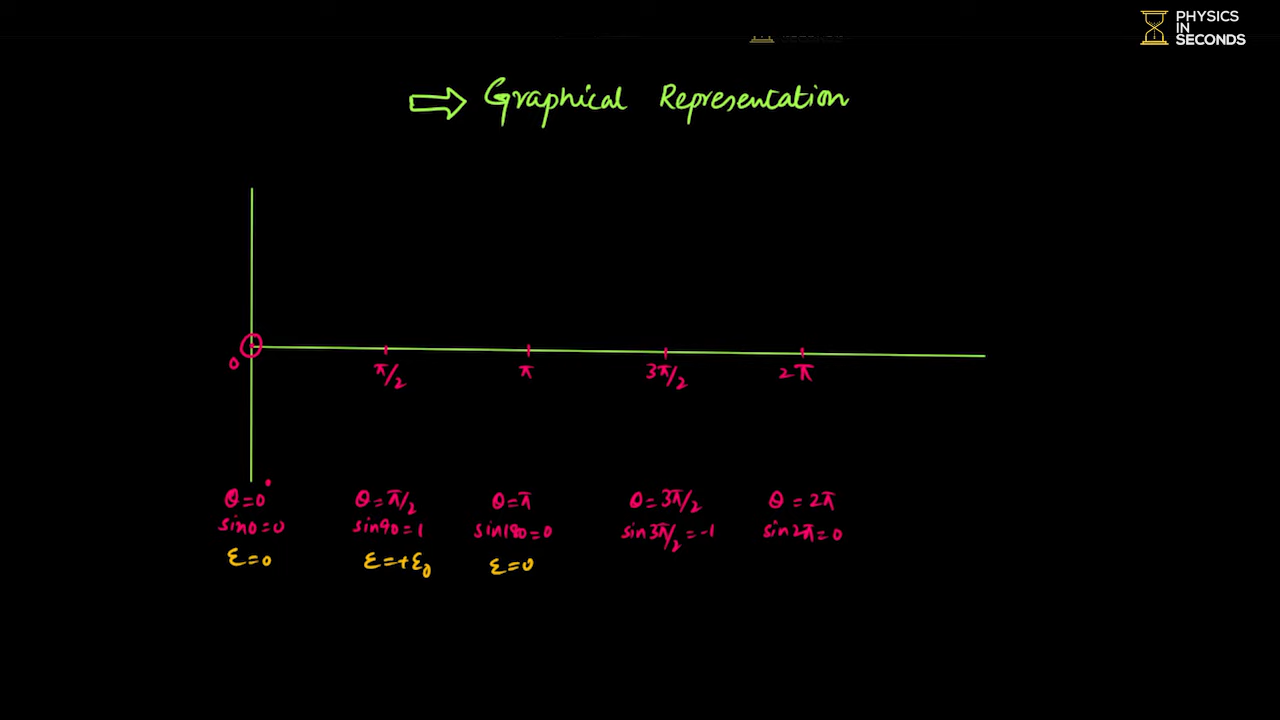 PHYSICS
IN
SECONDS
⇒ Graphical Representation
0 π/2 π 3π/2 2π
θ=0° θ=π/2 θ=π θ=3π/2 θ=2π
sin0=0 sin90=1 sin180=0 sin3π/2=-1 sin2π=0
ε=0 ε=+ε0 ε=0